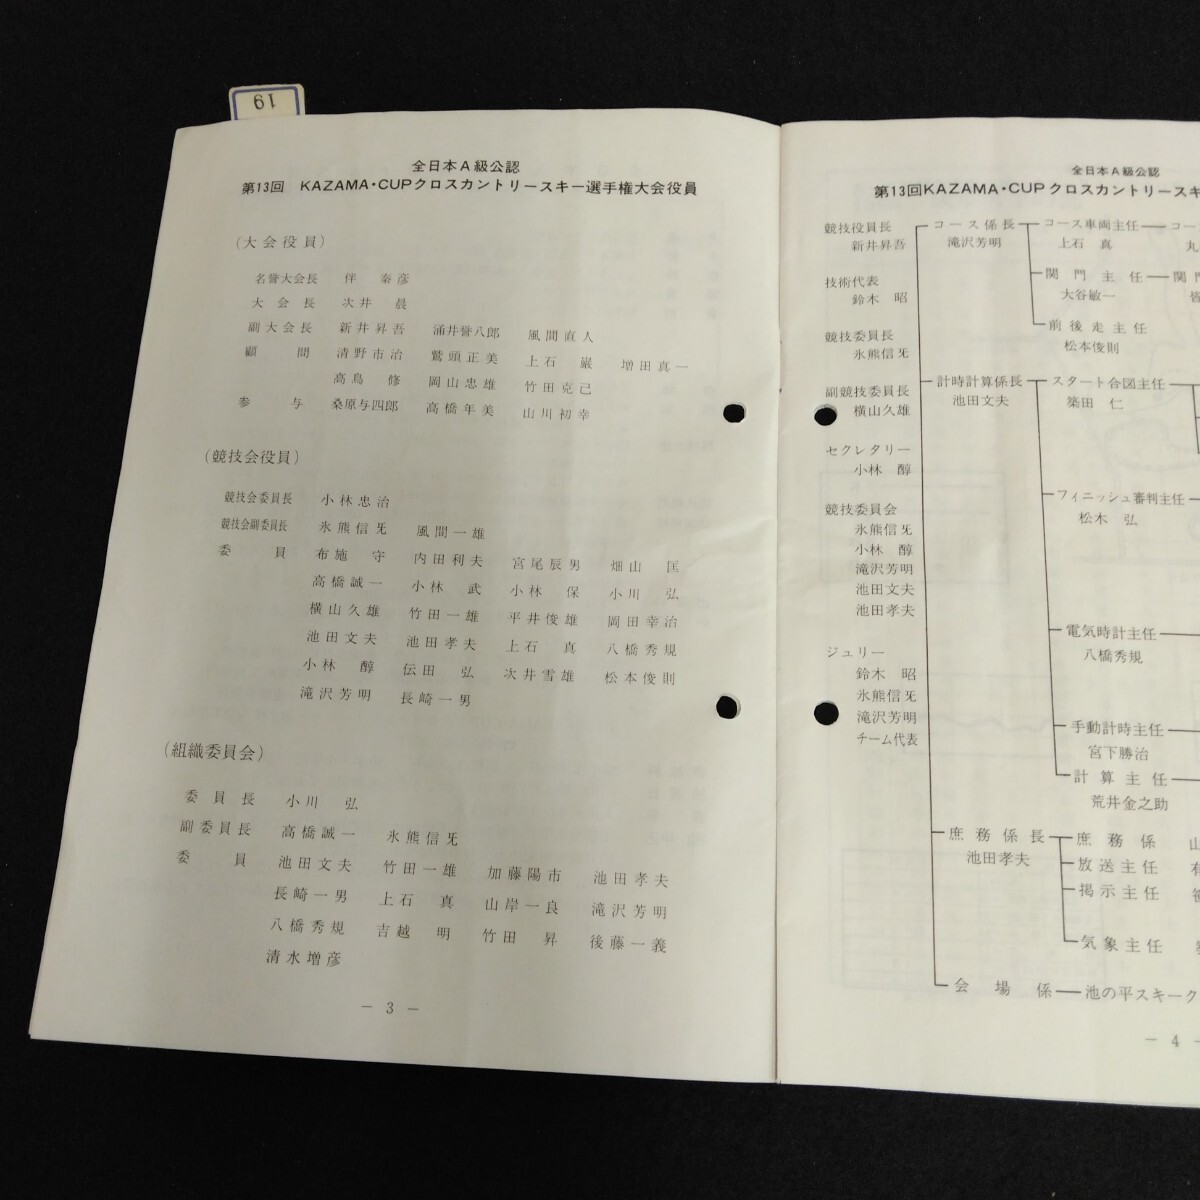 19
全日本A級公認
第13回 KAZAMA・CUPクロスカントリースキー選手権大会役員
（大会役員）
名誉大会長 伴 秦彦
大会長 次井 晨
副大会長 新井昇吾 涌井誉八郎 風間直人
顧問 清野市治 鷲頭正美 上石 巌 増田真一
高鳥 修 岡山忠雄 竹田克己
参与 桑原与四郎 高橋年美 山川初幸
（競技会役員）
競技会委員長 小林忠治
競技会副委員長 氷熊信旡 風間一雄
委員 布施 守 内田利夫 宮尾辰男 畑山 匡
高橋誠一 小林 武 小林 保 小川 弘
横山久雄 竹田一雄 平井俊雄 岡田幸治
池田文夫 池田孝夫 上石 真 八橋秀規
小林 醇 伝田 弘 次井雪雄 松本俊則
滝沢芳明 長崎一男
（組織委員会）
委員長 小川 弘
副委員長 高橋誠一 氷熊信旡
委員 池田文夫 竹田一雄 加藤陽市 池田孝夫
長崎一男 上石 真 山岸一良 滝沢芳明
八橋秀規 吉越 明 竹田 昇 後藤一義
清水増彦
－ 3 －
全日本A級公認
第13回KAZAMA・CUPクロスカントリースキ
競技役員長
新井昇吾
技術代表
鈴木 昭
競技委員長
氷熊信旡
副競技委員長
横山久雄
セクレタリー
小林 醇
競技委員会
氷熊信旡
小林 醇
滝沢芳明
池田文夫
池田孝夫
ジュリー
鈴木 昭
氷熊信旡
滝沢芳明
チーム代表
コース係長 コース車両主任 コー
滝沢芳明 上石 真 丸
関門主任 関門
大谷敏一 皆
前後走主任
松本俊則
計時計算係長 スタート合図主任
池田文夫 築田 仁
フィニッシュ審判主任
松木 弘
電気時計主任
八橋秀規
手動計時主任
宮下勝治
計算主任
荒井金之助
庶務係長 庶務係 山
池田孝夫 放送主任 有
掲示主任
気象主任
会場係 池の平スキーク
－ 4 －